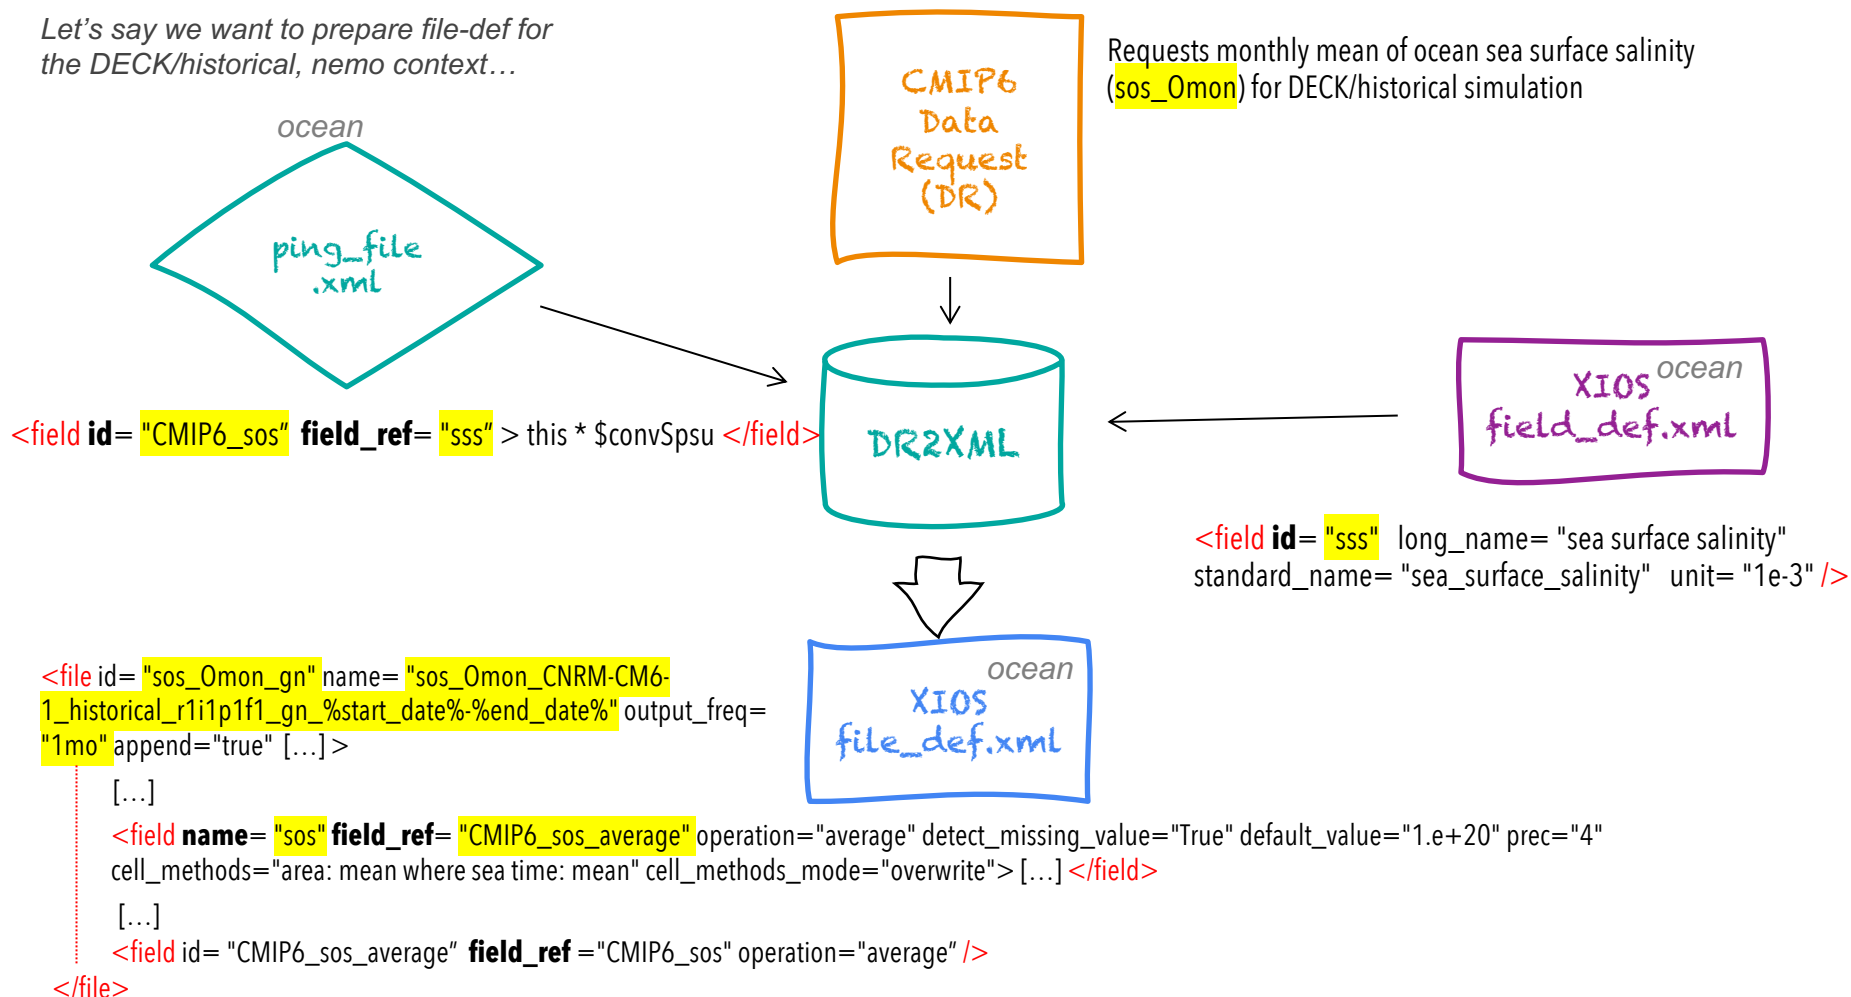 Let's say we want to prepare file-def for
the DECK/historical, nemo context…
CMIP6
Data
Request
(DR)
Requests monthly mean of ocean sea surface salinity
(sos_Omon) for DECK/historical simulation
ocean
ping_file
.xml
<field id= "CMIP6_sos" field_ref= "sss" > this * $convSpsu </field>
DR2XML
ocean
XIOS
field_def.xml
<field id= "sss" long_name= "sea surface salinity"
standard_name= "sea_surface_salinity" unit= "1e-3" />
ocean
XIOS
file_def.xml
<file id= "sos_Omon_gn" name= "sos_Omon_CNRM-CM6-
1_historical_r1i1p1f1_gn_%start_date%-%end_date%" output_freq=
"1mo" append="true" […] >
[…]
<field name= "sos" field_ref= "CMIP6_sos_average" operation="average" detect_missing_value="True" default_value="1.e+20" prec="4"
cell_methods="area: mean where sea time: mean" cell_methods_mode="overwrite"> […] </field>
[…]
<field id= "CMIP6_sos_average" field_ref ="CMIP6_sos" operation="average" />
</file>